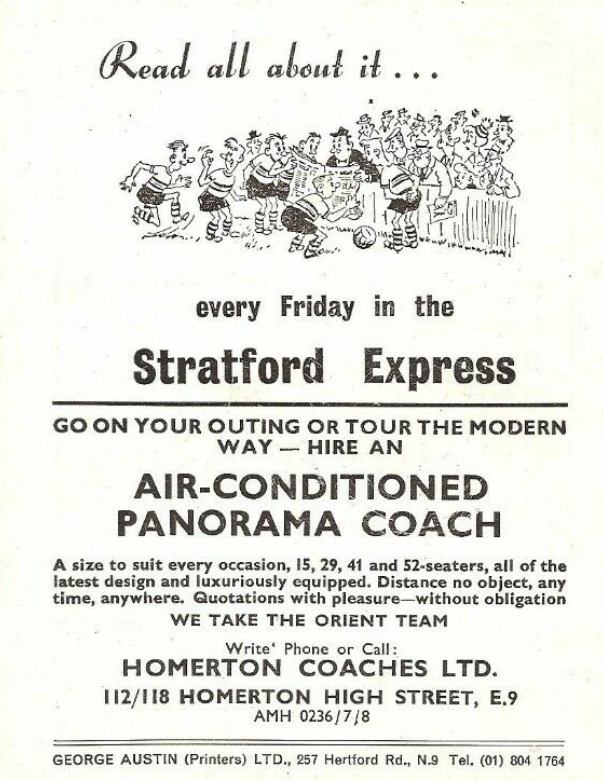 Read all about it ...
every Friday in the
Stratford Express
GO ON YOUR OUTING OR TOUR THE MODERN
WAY — HIRE AN
AIR-CONDITIONED
PANORAMA COACH
A size to suit every occasion, 15, 29, 41 and 52-seaters, all of the
latest design and luxuriously equipped. Distance no object, any
time, anywhere. Quotations with pleasure—without obligation
WE TAKE THE ORIENT TEAM
Write' Phone or Call:
HOMERTON COACHES LTD.
112/118 HOMERTON HIGH STREET, E.9
AMH 0236/7/8
GEORGE AUSTIN (Printers) LTD., 257 Hertford Rd., N.9 Tel. (01) 804 1764